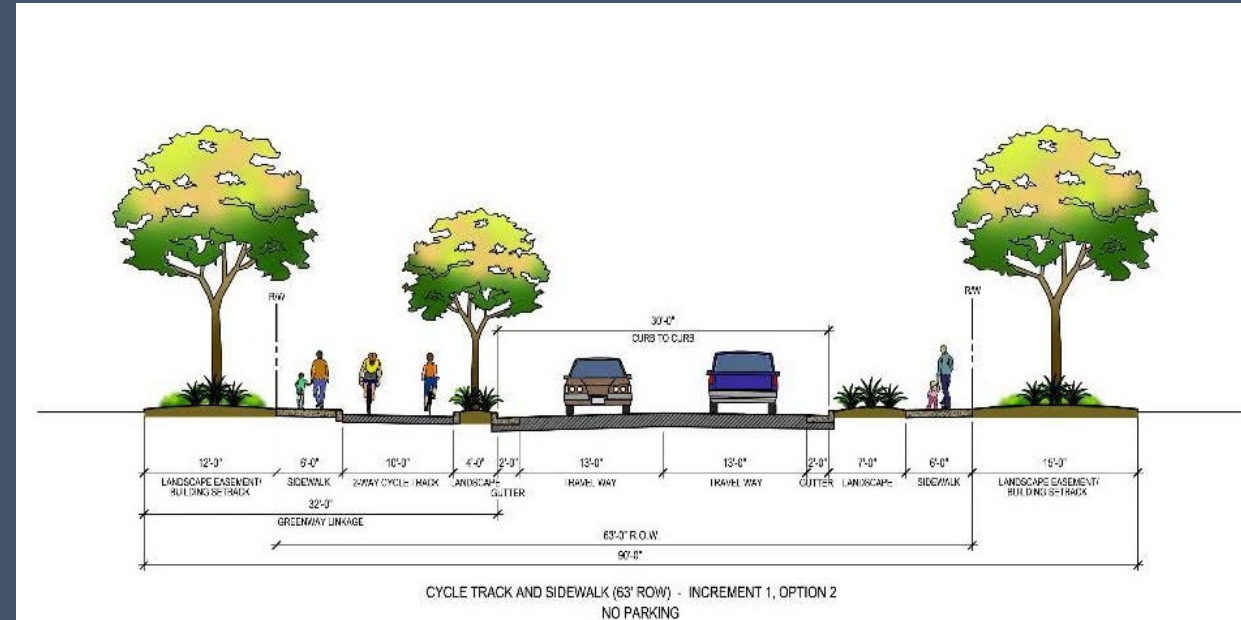 R/W
R/W
30'-0"
CURB TO CURB
12'-0" 6'-0" 10'-0" 4'-0" 2'-0" 13'-0" 13'-0" 2'-0" 7'-0" 6'-0" 15'-0"
LANDSCAPE EASEMENT/ SIDEWALK 2-WAY CYCLE TRACK LANDSCAPE GUTTER TRAVEL WAY TRAVEL WAY GUTTER LANDSCAPE SIDEWALK LANDSCAPE EASEMENT/
BUILDING SETBACK BUILDING SETBACK
32'-0"
GREENWAY LINKAGE
63'-0" R.O.W.
90'-0"
CYCLE TRACK AND SIDEWALK (63' ROW) - INCREMENT 1, OPTION 2
NO PARKING